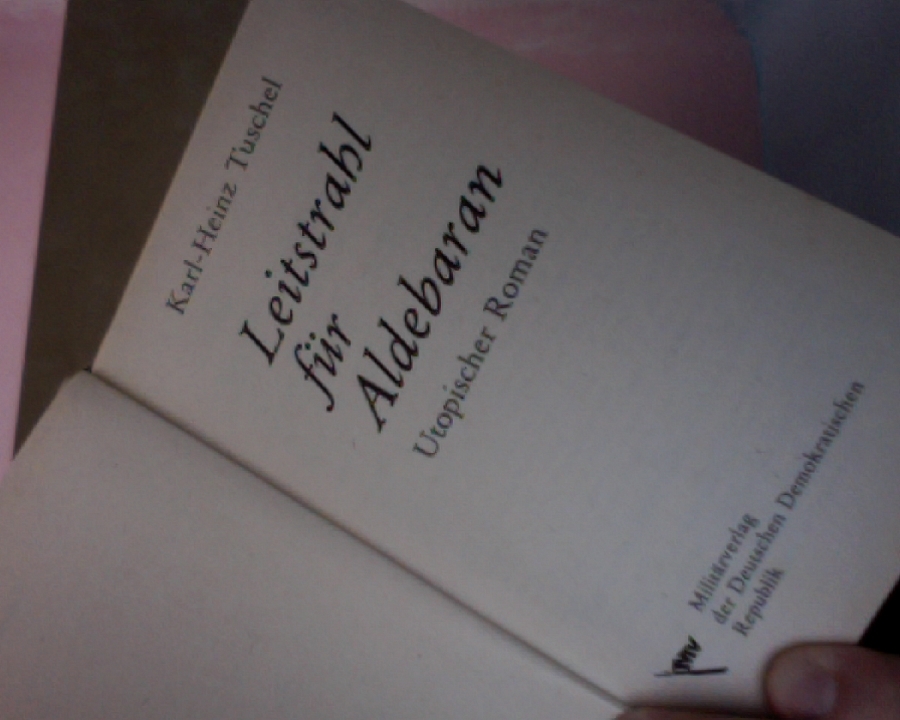 Karl-Heinz Tuschel
Leitstrahl
für
Aldebaran
Utopischer Roman
Militärverlag
der Deutschen Demokratischen
Republik